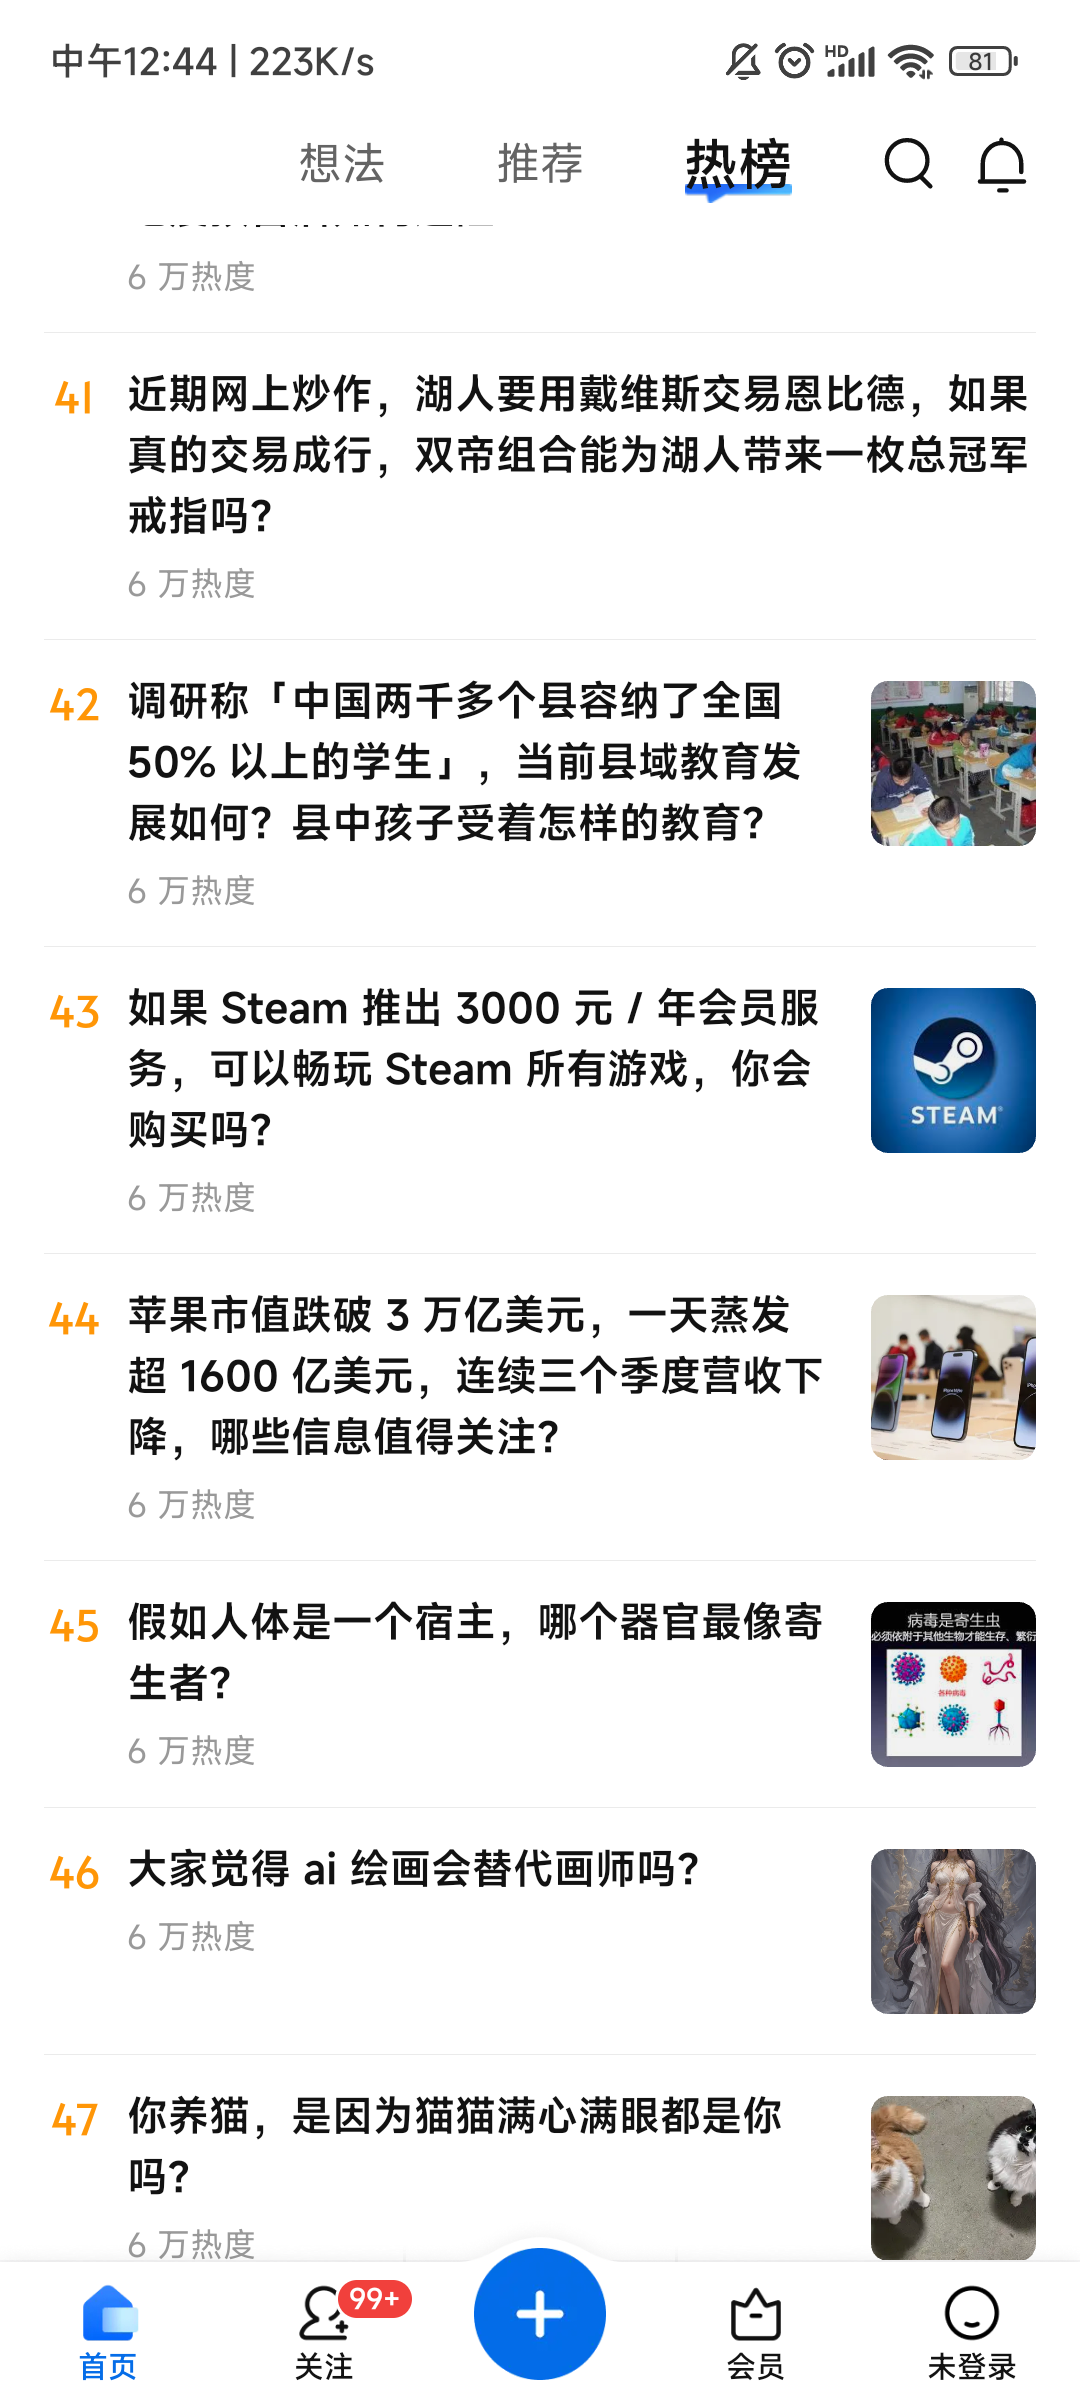 中午12:44 | 223K/s
HD
81
想法
推荐
热榜
6 万热度
41
近期网上炒作，湖人要用戴维斯交易恩比德，如果
真的交易成行，双帝组合能为湖人带来一枚总冠军
戒指吗？
6 万热度
42
调研称「中国两千多个县容纳了全国
50% 以上的学生」，当前县域教育发
展如何？县中孩子受着怎样的教育？
6 万热度
43
如果 Steam 推出 3000 元 / 年会员服
务，可以畅玩 Steam 所有游戏，你会
购买吗？
STEAM
6 万热度
44
苹果市值跌破 3 万亿美元，一天蒸发
超 1600 亿美元，连续三个季度营收下
降，哪些信息值得关注？
6 万热度
45
假如人体是一个宿主，哪个器官最像寄
生者？
病毒是寄生虫
必须依附于其他生物才能生存、繁衍
各种病毒
6 万热度
46
大家觉得 ai 绘画会替代画师吗？
6 万热度
47
你养猫，是因为猫猫满心满眼都是你
吗？
6 万热度
首页
关注
99+
会员
未登录